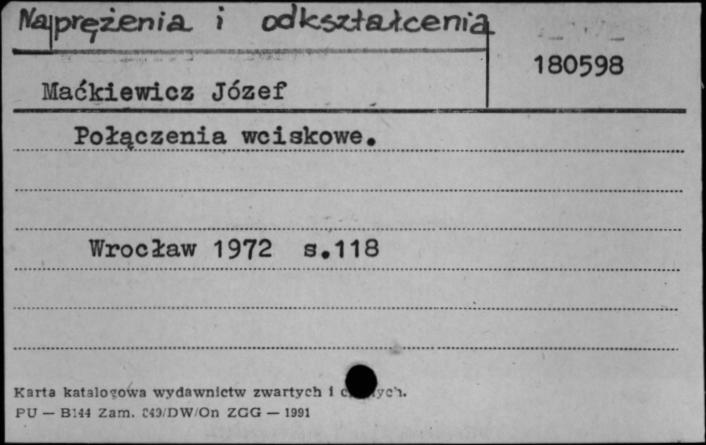 Naprężenia i odkształcenia
180598
Maćkiewicz Józef
Połączenia wciskowe.
Wrocław 1972 s.118
Karta katalogowa wydawnictw zwartych i
PU — B144 Zam. 249/DW/On ZGG — 1991